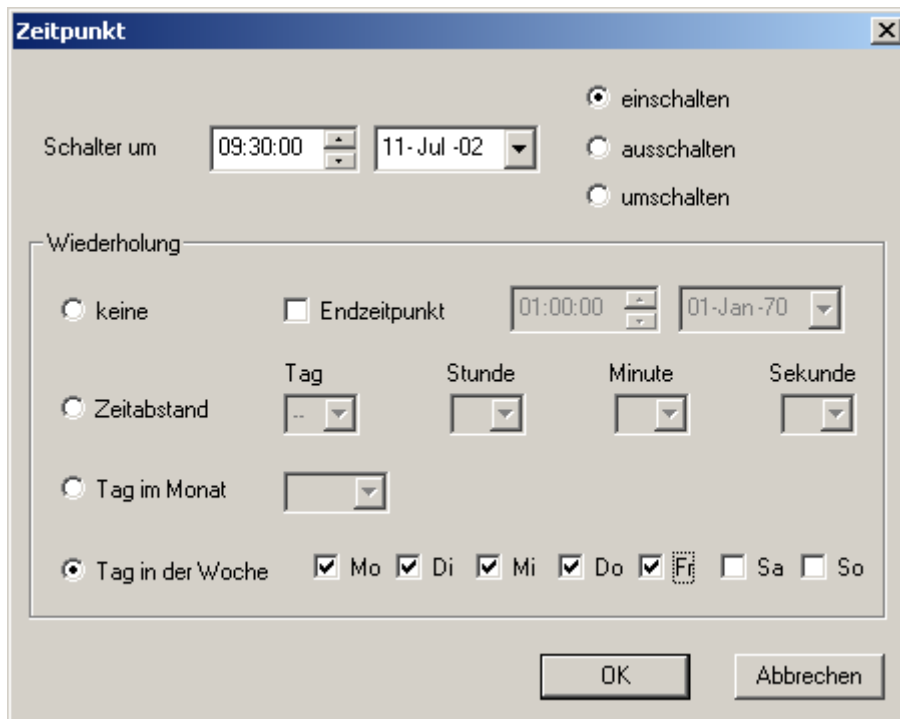 Zeitpunkt
einschalten
Schalter um 09:30:00 11- Jul -02 ausschalten
umschalten
Wiederholung
keine Endzeitpunkt 01:00:00 01-Jan -70
Tag Stunde Minute Sekunde
Zeitabstand --
Tag im Monat
Tag in der Woche Mo Di Mi Do Fr Sa So
OK Abbrechen